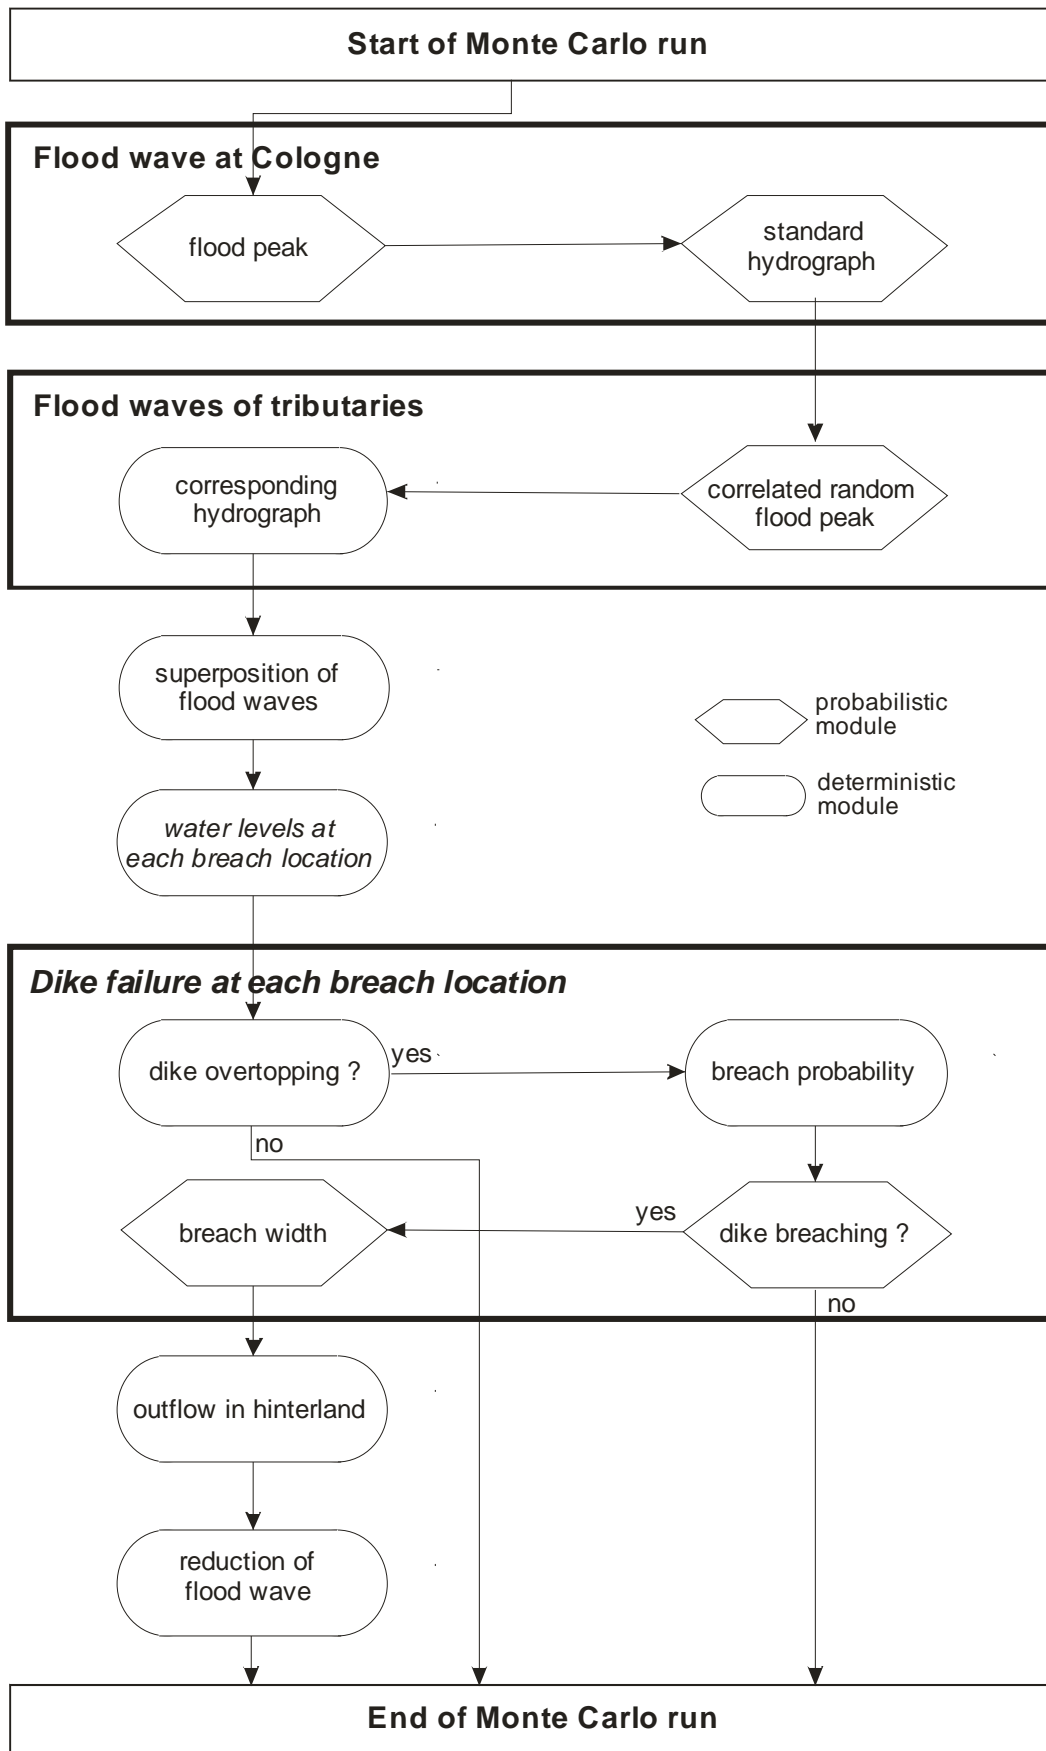 Start of Monte Carlo run
Flood wave at Cologne
flood peak
standard
hydrograph
Flood waves of tributaries
corresponding
hydrograph
correlated random
flood peak
superposition of
flood waves
probabilistic
module
deterministic
module
water levels at
each breach location
Dike failure at each breach location
dike overtopping ?
yes
breach probability
no
breach width
yes
dike breaching ?
no
outflow in hinterland
reduction of
flood wave
End of Monte Carlo run